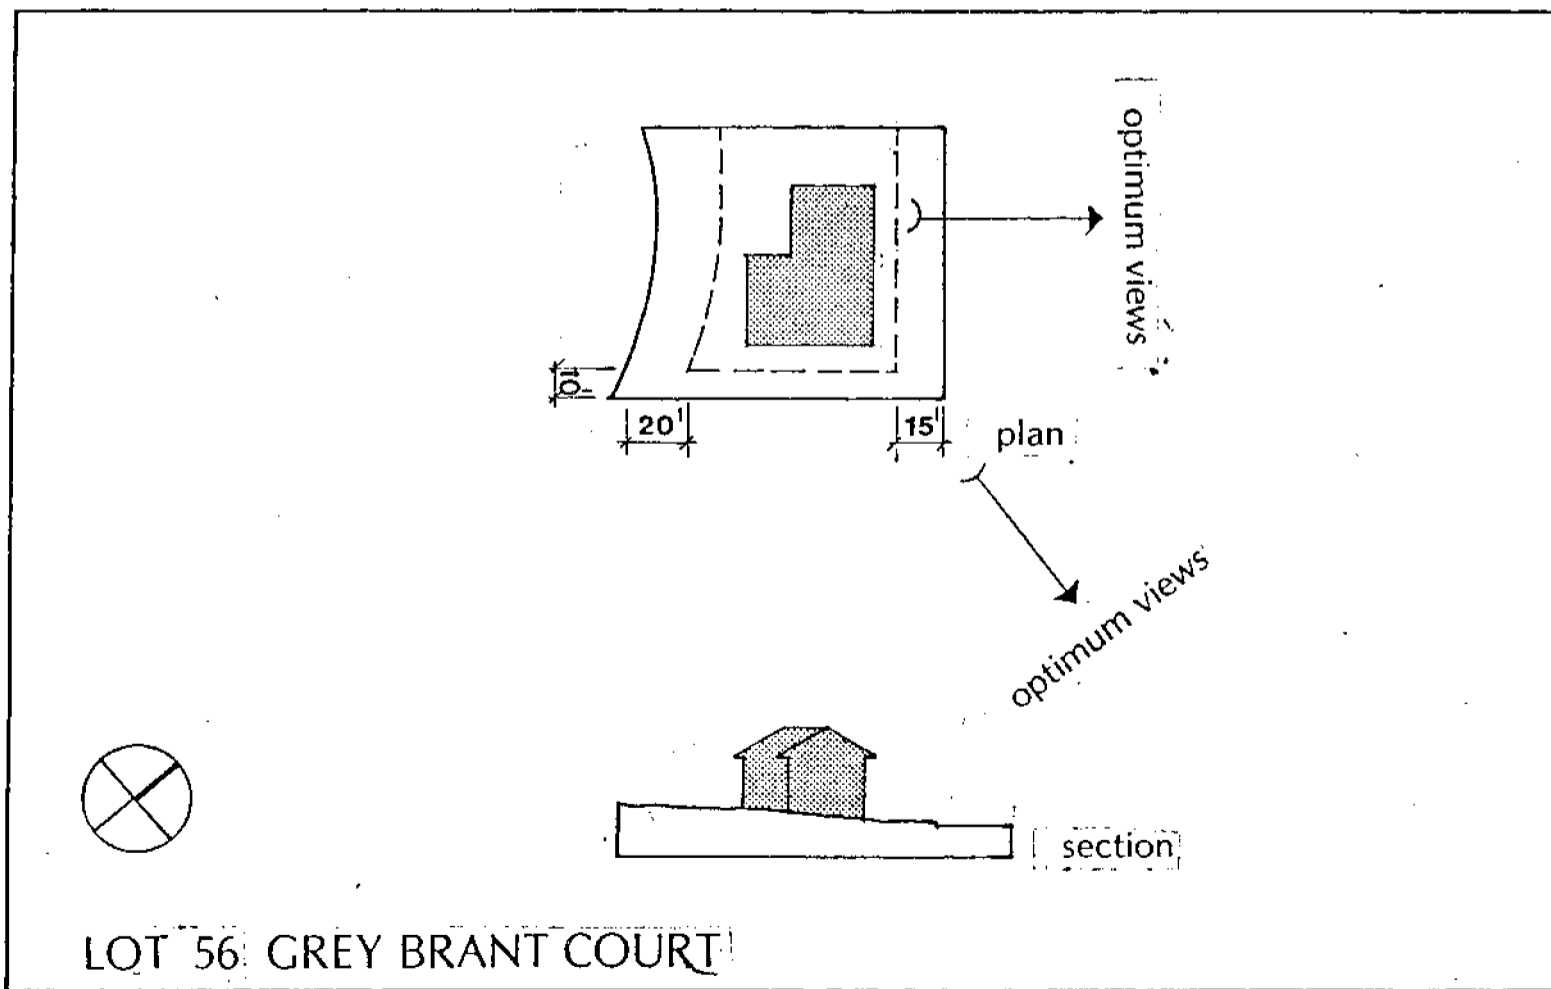 optimum views
10'
20'
15'
plan
optimum views
section
LOT 56 GREY BRANT COURT